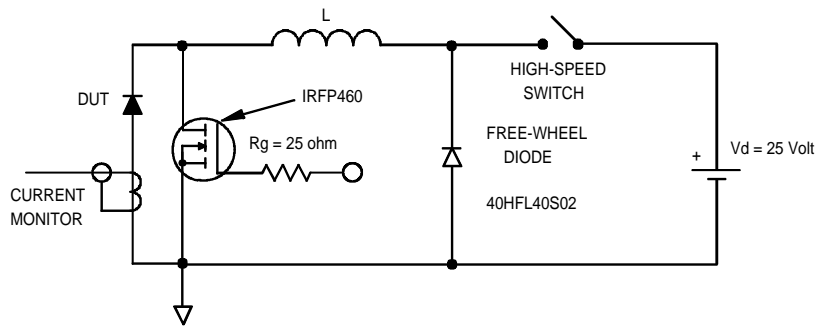 L
HIGH-SPEED
SWITCH
DUT
IRFP460
Rg = 25 ohm
FREE-WHEEL
DIODE
40HFL40S02
+
Vd = 25 Volt
CURRENT
MONITOR